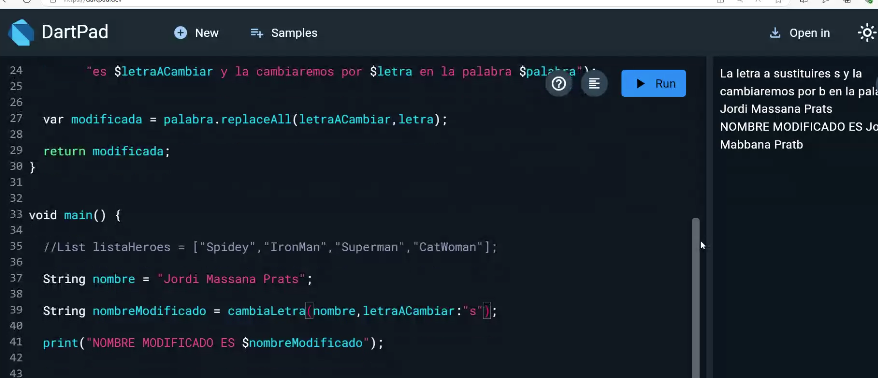 DartPad
New
Samples
Open in
24 "es $letraACambiar y la cambiaremos por $letra en la palabra $palabra");
25
26
27 var modificada = palabra.replaceAll(letraACambiar,letra);
28
29 return modificada;
30 }
31
32
33 void main() {
34
35 //List listaHeroes = ["Spidey","IronMan","Superman","CatWoman"];
36
37 String nombre = "Jordi Massana Prats";
38
39 String nombreModificado = cambiaLetra(nombre,letraACambiar:"s");
40
41 print("NOMBRE MODIFICADO ES $nombreModificado");
42
43
Run
La letra a sustituires s y la
cambiaremos por b en la pala
Jordi Massana Prats
NOMBRE MODIFICADO ES Jo
Mabbana Pratb